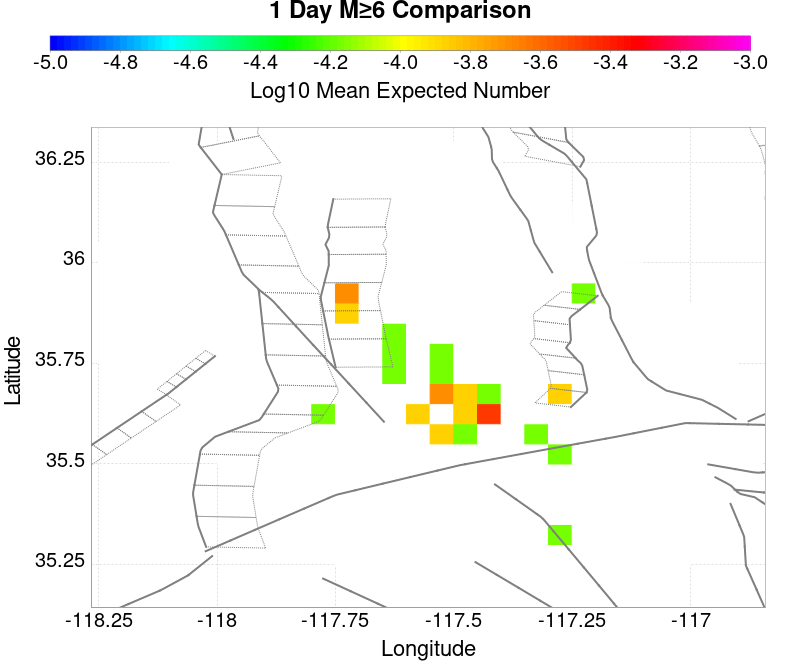 1 Day M≥6 Comparison
-5.0 -4.8 -4.6 -4.4 -4.2 -4.0 -3.8 -3.6 -3.4 -3.2 -3.0
Log10 Mean Expected Number
36.25
36
35.75
35.5
35.25
Latitude
-118.25 -118 -117.75 -117.5 -117.25 -117
Longitude